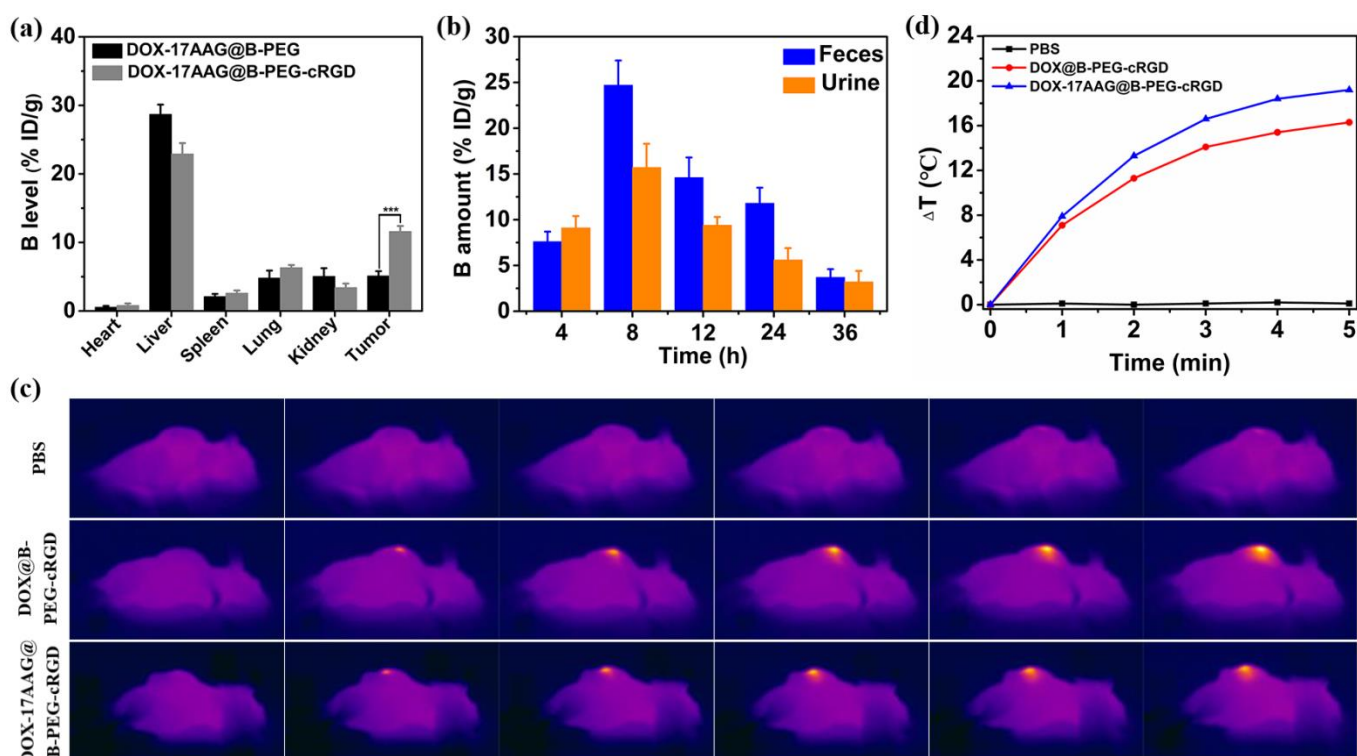 (a)
B level (% ID/g)
40
30
20
10
0
DOX-17AAG@B-PEG
DOX-17AAG@B-PEG-cRGD
***
Heart
Liver
Spleen
Lung
Kidney
Tumor
(b)
B amount (% ID/g)
30
25
20
15
10
5
0
Feces
Urine
4 8 12 24 36
Time (h)
(d)
ΔT (°C)
24
20
16
12
8
4
0
PBS
DOX@B-PEG-cRGD
DOX-17AAG@B-PEG-cRGD
0 1 2 3 4 5
Time (min)
(c)
PBS
DOX@B-
PEG-cRGD
DOX-17AAG@
B-PEG-cRGD